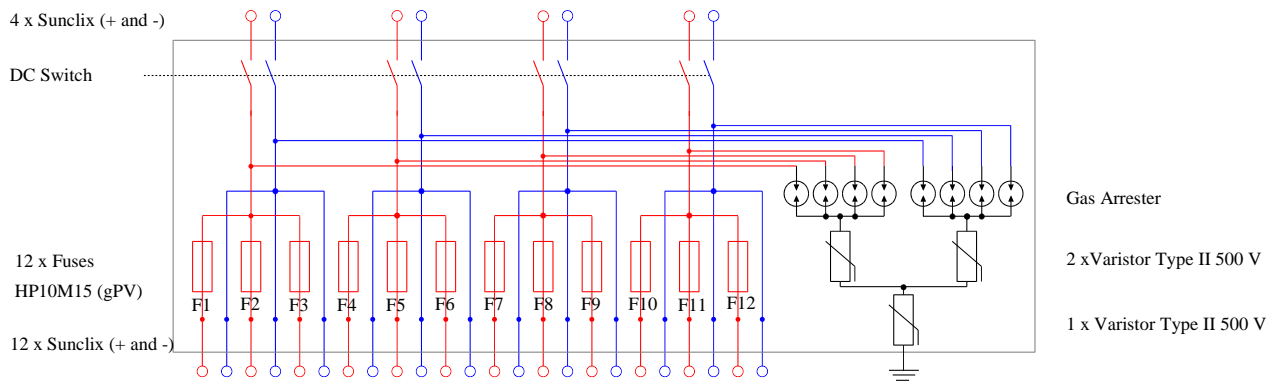 4 x Sunclix (+ and -)
DC Switch
Gas Arrester
12 x Fuses
HP10M15 (gPV)
2 xVaristor Type II 500 V
F1 F2 F3 F4 F5 F6 F7 F8 F9 F10 F11 F12
1 x Varistor Type II 500 V
12 x Sunclix (+ and -)